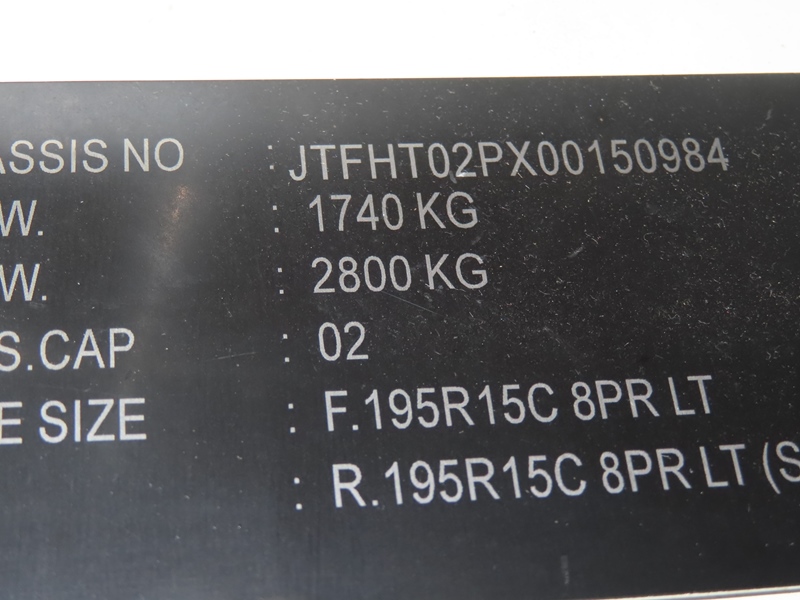 ASSIS NO : JTFHT02PX00150984
W. : 1740 KG
W. : 2800 KG
S.CAP : 02
E SIZE : F.195R15C 8PR LT
: R.195R15C 8PR LT (S